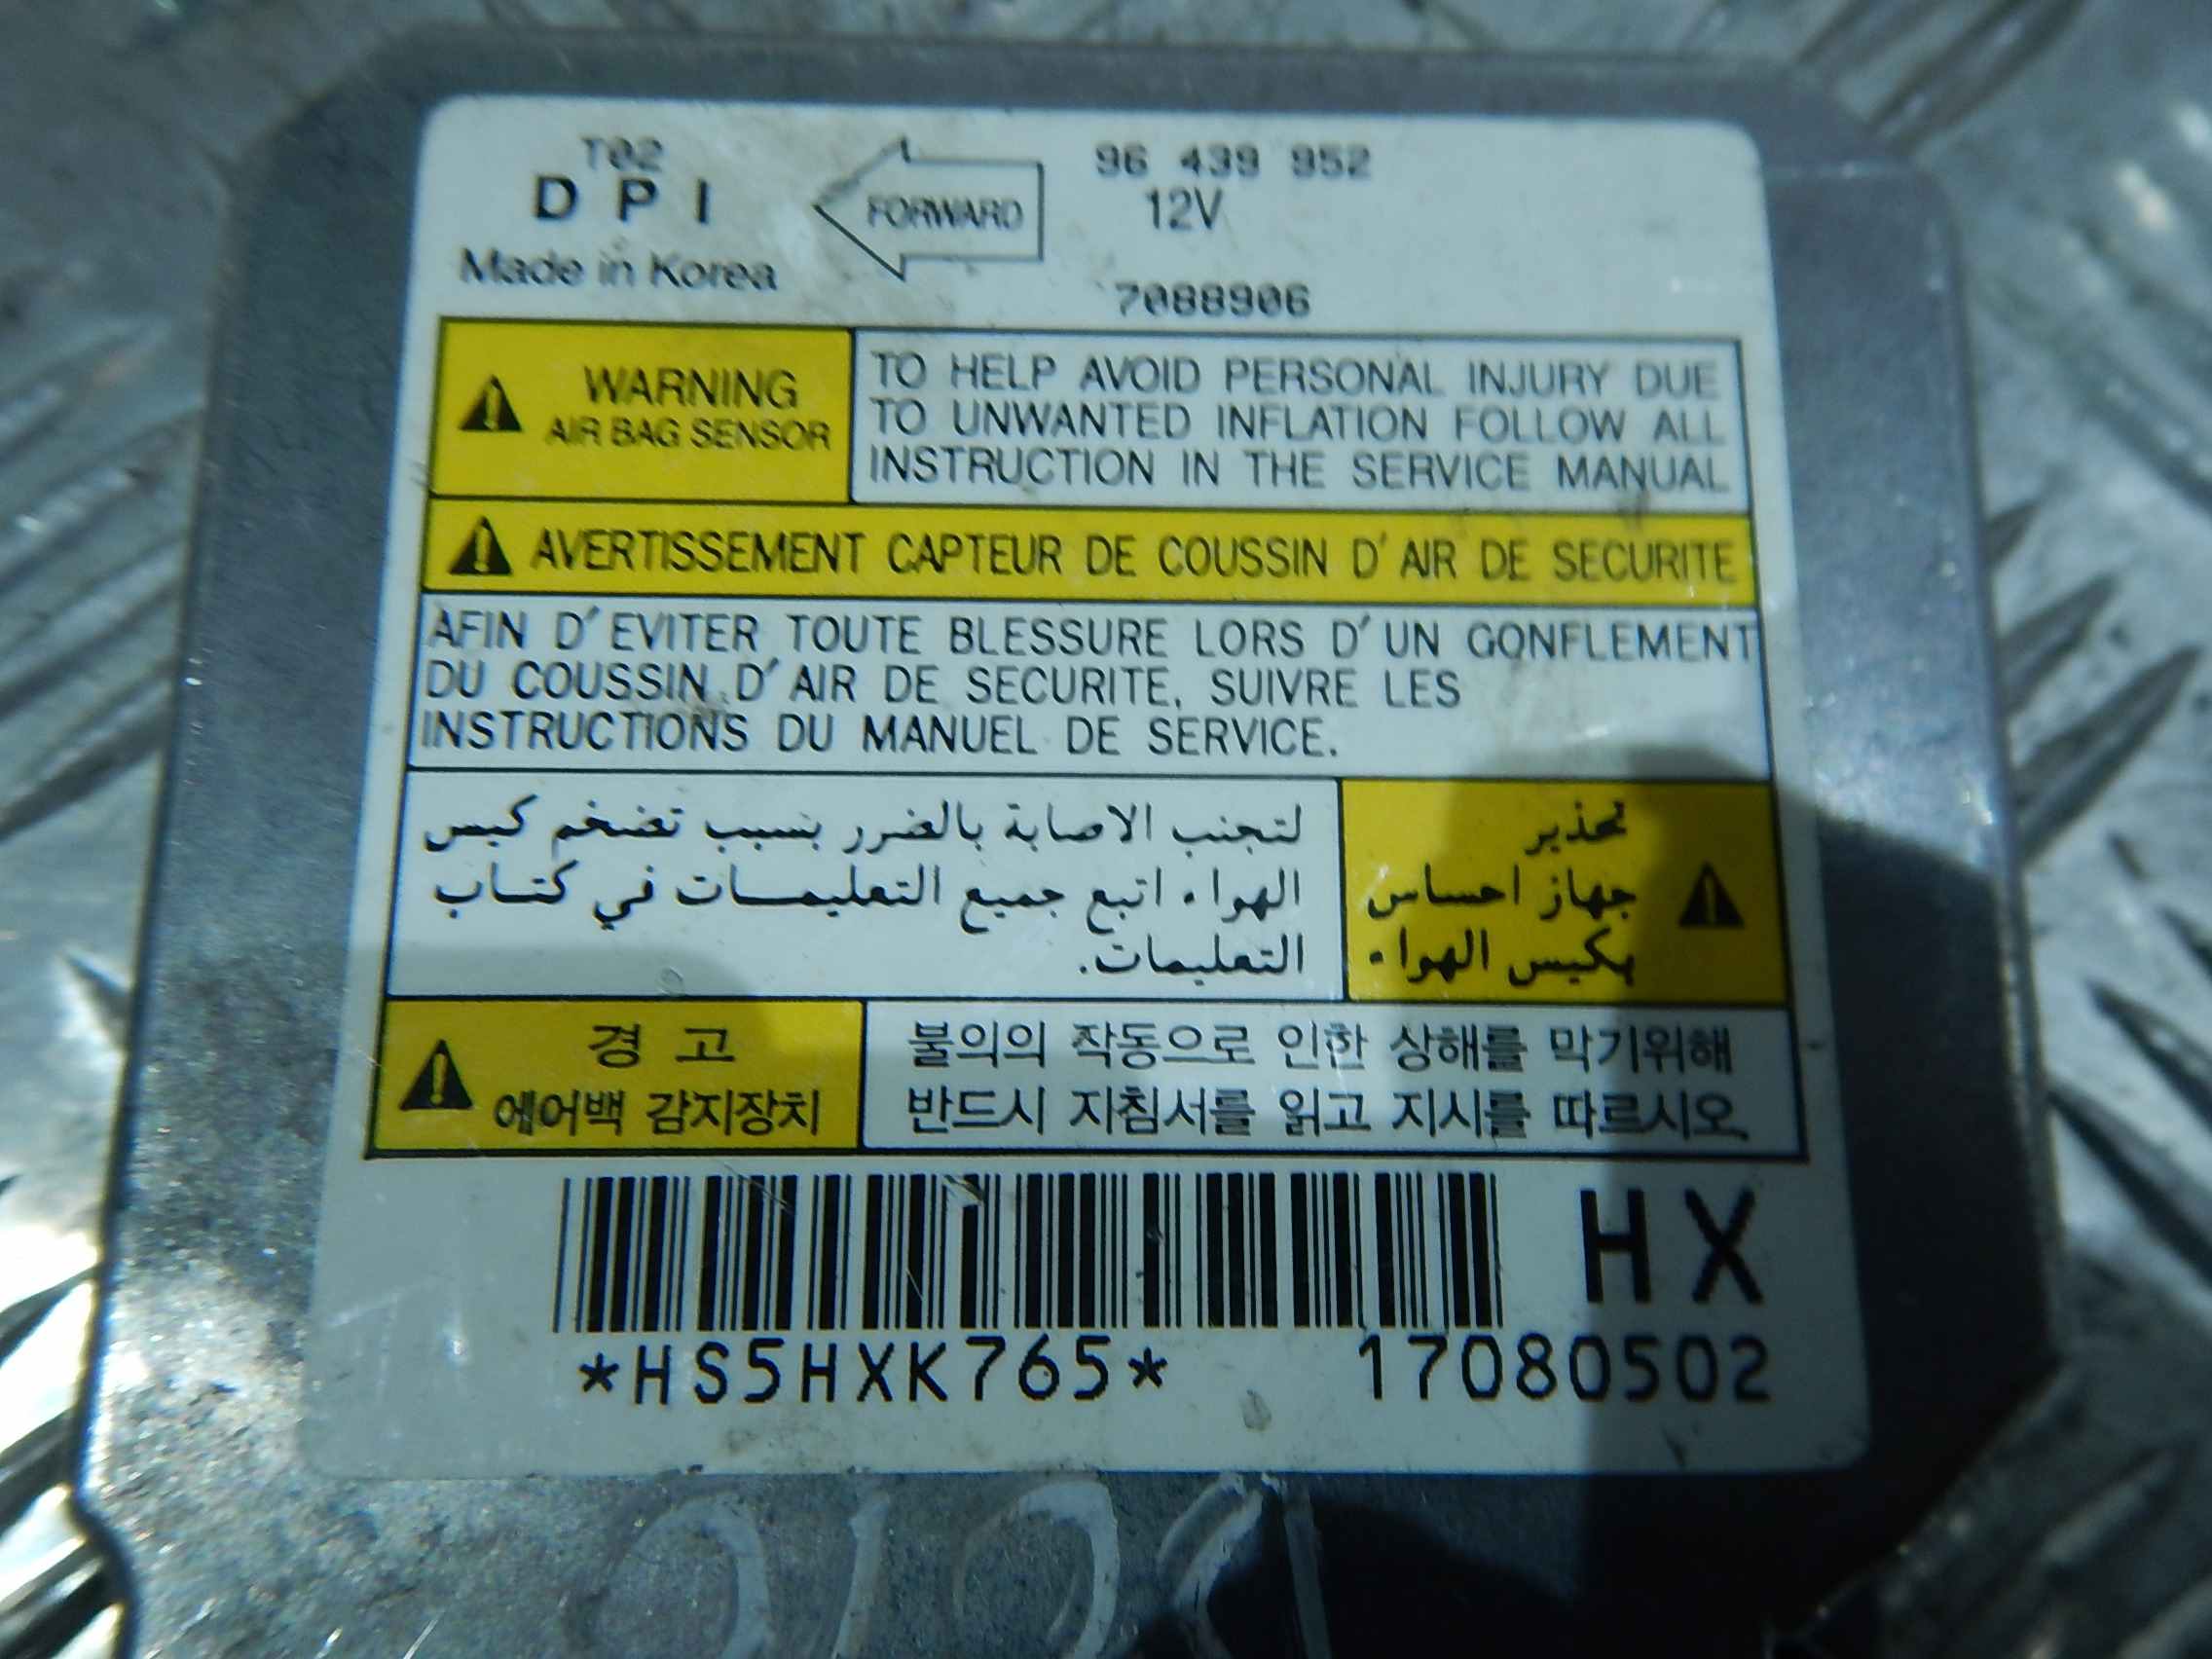 T02
D P I
Made in Korea
FORWARD
96 439 952
12V
7088906
WARNING
AIR BAG SENSOR
TO HELP AVOID PERSONAL INJURY DUE
TO UNWANTED INFLATION FOLLOW ALL
INSTRUCTION IN THE SERVICE MANUAL
AVERTISSEMENT CAPTEUR DE COUSSIN D'AIR DE SECURITE
AFIN D'EVITER TOUTE BLESSURE LORS D'UN GONFLEMENT
DU COUSSIN D'AIR DE SECURITE, SUIVRE LES
INSTRUCTIONS DU MANUEL DE SERVICE.
تحذير
جهاز احساس
بكيس الهواء
لتجنب الاصابة بالضرر بسبب تضخم كيس
الهواء اتبع جميع التعليمات في كتاب
التعليمات.
경 고
에어백 감지장치
불의의 작동으로 인한 상해를 막기위해
반드시 지침서를 읽고 지시를 따르시오.
HX
*HS5HXK765* 17080502